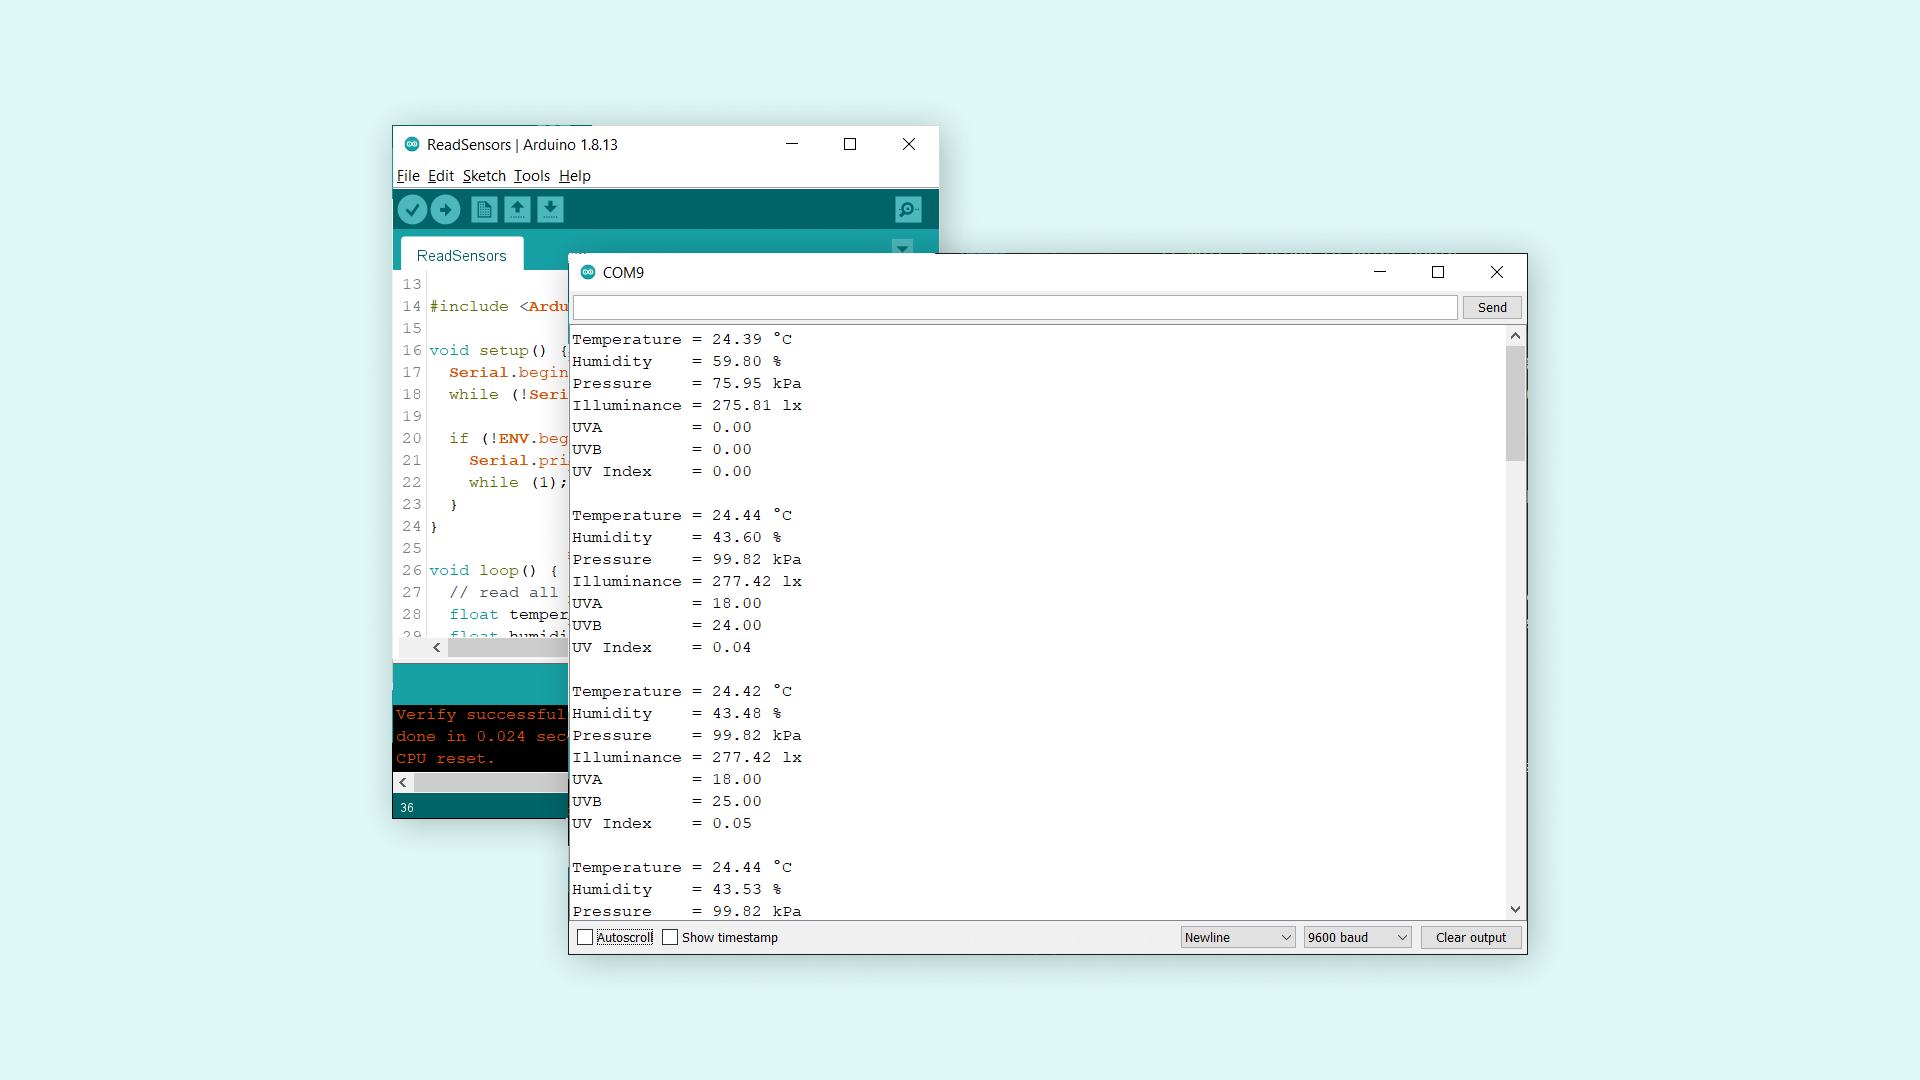 ReadSensors | Arduino 1.8.13
File Edit Sketch Tools Help
ReadSensors
13
14 #include <Ardu
15
16 void setup() {
17 Serial.begin
18 while (!Seri
19
20 if (!ENV.beg
21 Serial.pri
22 while (1);
23 }
24 }
25
26 void loop() {
27 // read all
28 float temper
29 float humidi
Verify successful
done in 0.024 sec
CPU reset.
36
COM9
Send
Temperature = 24.39 °C
Humidity = 59.80 %
Pressure = 75.95 kPa
Illuminance = 275.81 lx
UVA = 0.00
UVB = 0.00
UV Index = 0.00
Temperature = 24.44 °C
Humidity = 43.60 %
Pressure = 99.82 kPa
Illuminance = 277.42 lx
UVA = 18.00
UVB = 24.00
UV Index = 0.04
Temperature = 24.42 °C
Humidity = 43.48 %
Pressure = 99.82 kPa
Illuminance = 277.42 lx
UVA = 18.00
UVB = 25.00
UV Index = 0.05
Temperature = 24.44 °C
Humidity = 43.53 %
Pressure = 99.82 kPa
Autoscroll Show timestamp Newline 9600 baud Clear output